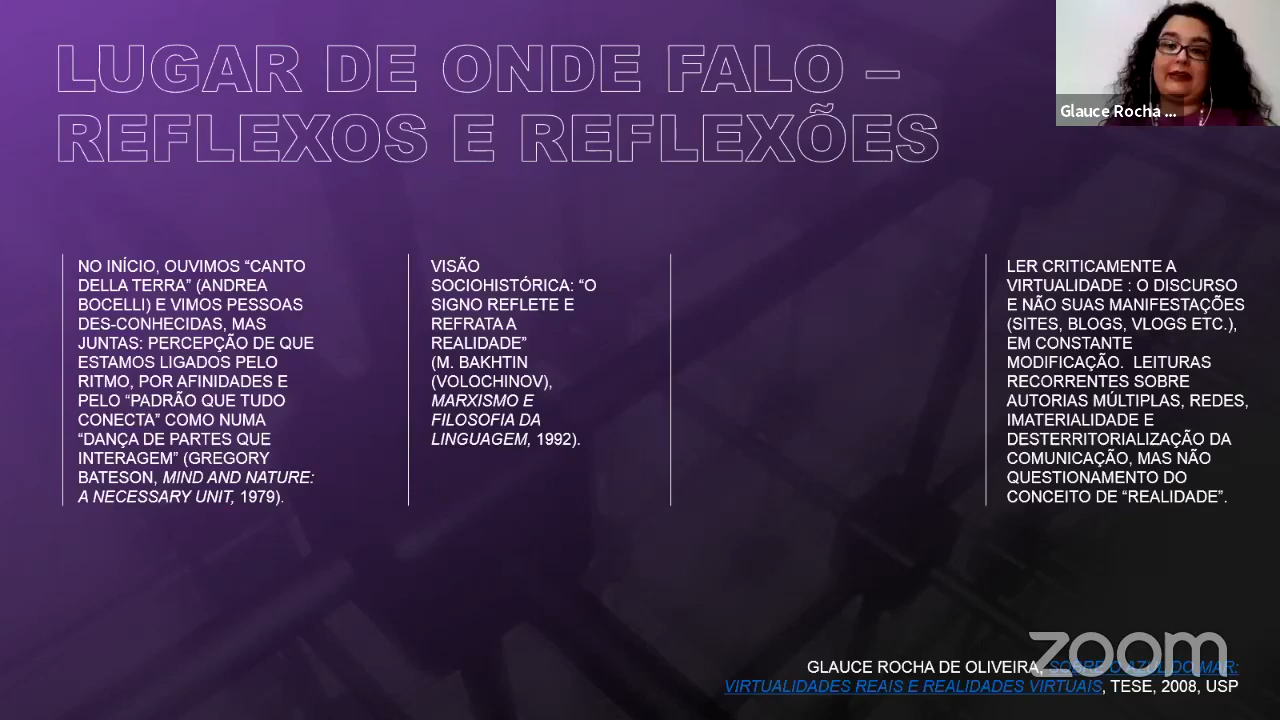 LUGAR DE ONDE FALO –
REFLEXOS E REFLEXÕES
Glauce Rocha ...
NO INÍCIO, OUVIMOS “CANTO
DELLA TERRA” (ANDREA
BOCELLI) E VIMOS PESSOAS
DES-CONHECIDAS, MAS
JUNTAS: PERCEPÇÃO DE QUE
ESTAMOS LIGADOS PELO
RITMO, POR AFINIDADES E
PELO “PADRÃO QUE TUDO
CONECTA” COMO NUMA
“DANÇA DE PARTES QUE
INTERAGEM” (GREGORY
BATESON, MIND AND NATURE:
A NECESSARY UNIT, 1979).
VISÃO
SOCIOHISTÓRICA: “O
SIGNO REFLETE E
REFRATA A
REALIDADE”
(M. BAKHTIN
(VOLOCHINOV),
MARXISMO E
FILOSOFIA DA
LINGUAGEM, 1992).
LER CRITICAMENTE A
VIRTUALIDADE : O DISCURSO
E NÃO SUAS MANIFESTAÇÕES
(SITES, BLOGS, VLOGS ETC.),
EM CONSTANTE
MODIFICAÇÃO. LEITURAS
RECORRENTES SOBRE
AUTORIAS MÚLTIPLAS, REDES,
IMATERIALIDADE E
DESTERRITORIALIZAÇÃO DA
COMUNICAÇÃO, MAS NÃO
QUESTIONAMENTO DO
CONCEITO DE “REALIDADE”.
zoom
GLAUCE ROCHA DE OLIVEIRA, SOBRE O AZUL DO MAR:
VIRTUALIDADES REAIS E REALIDADES VIRTUAIS, TESE, 2008, USP